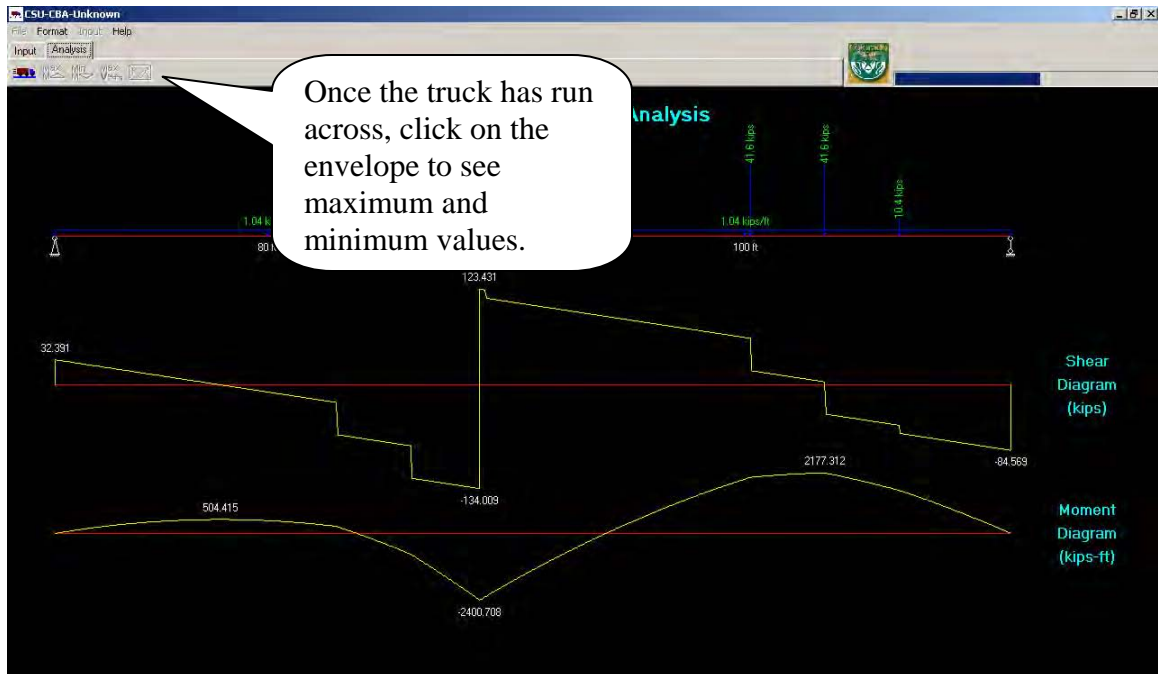 CSU-CBA-Unknown
File Format Input Help
Input Analysis
Once the truck has run
across, click on the
envelope to see
maximum and
minimum values.
Analysis
41.6 kips
41.6 kips
10.4 kips
1.04 k
1.04 kips/ft
80 ft
100 ft
123.431
32.391
Shear
Diagram
(kips)
-134.009
-84.569
504.415
2177.312
Moment
Diagram
(kips-ft)
-2400.708